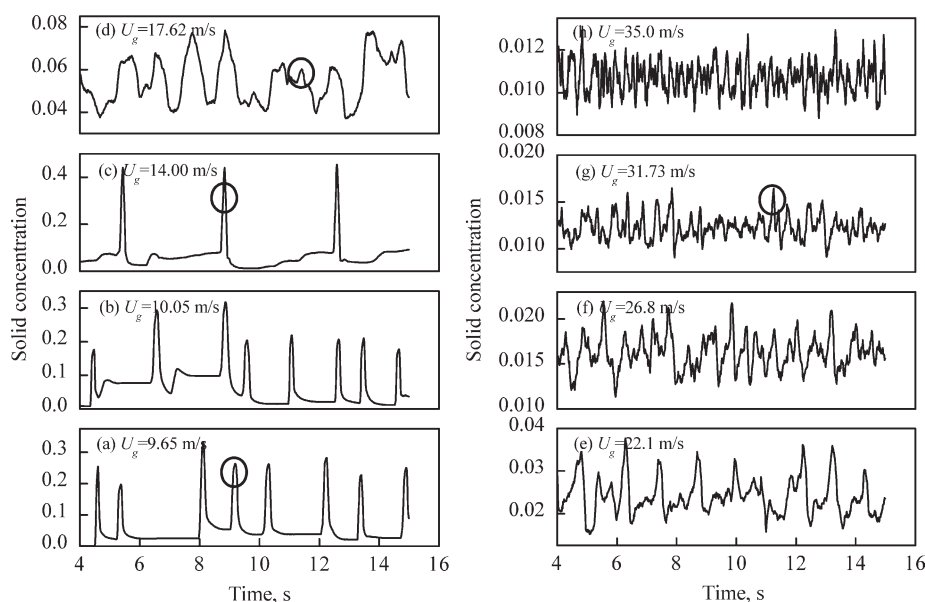 (d) Ug=17.62 m/s
0.08
0.06
0.04
(c) Ug=14.00 m/s
0.4
0.2
0.0
(b) Ug=10.05 m/s
0.3
0.2
0.1
0.0
(a) Ug=9.65 m/s
0.3
0.2
0.1
0.0
4 6 8 10 12 14 16
Time, s
Solid concentration
(h) Ug=35.0 m/s
0.012
0.010
0.008
(g) Ug=31.73 m/s
0.020
0.015
0.010
(f) Ug=26.8 m/s
0.020
0.015
0.010
(e) Ug=22.1 m/s
0.04
0.03
0.02
4 6 8 10 12 14 16
Time, s
Solid concentration